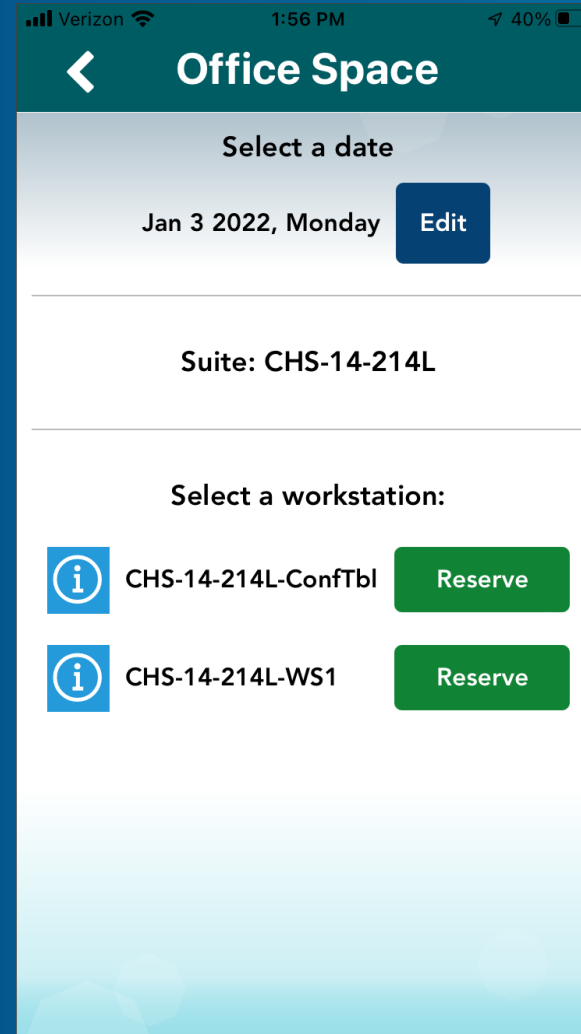 Verizon 1:56 PM 40%
Office Space
Select a date
Jan 3 2022, Monday Edit
Suite: CHS-14-214L
Select a workstation:
i CHS-14-214L-ConfTbl Reserve
i CHS-14-214L-WS1 Reserve